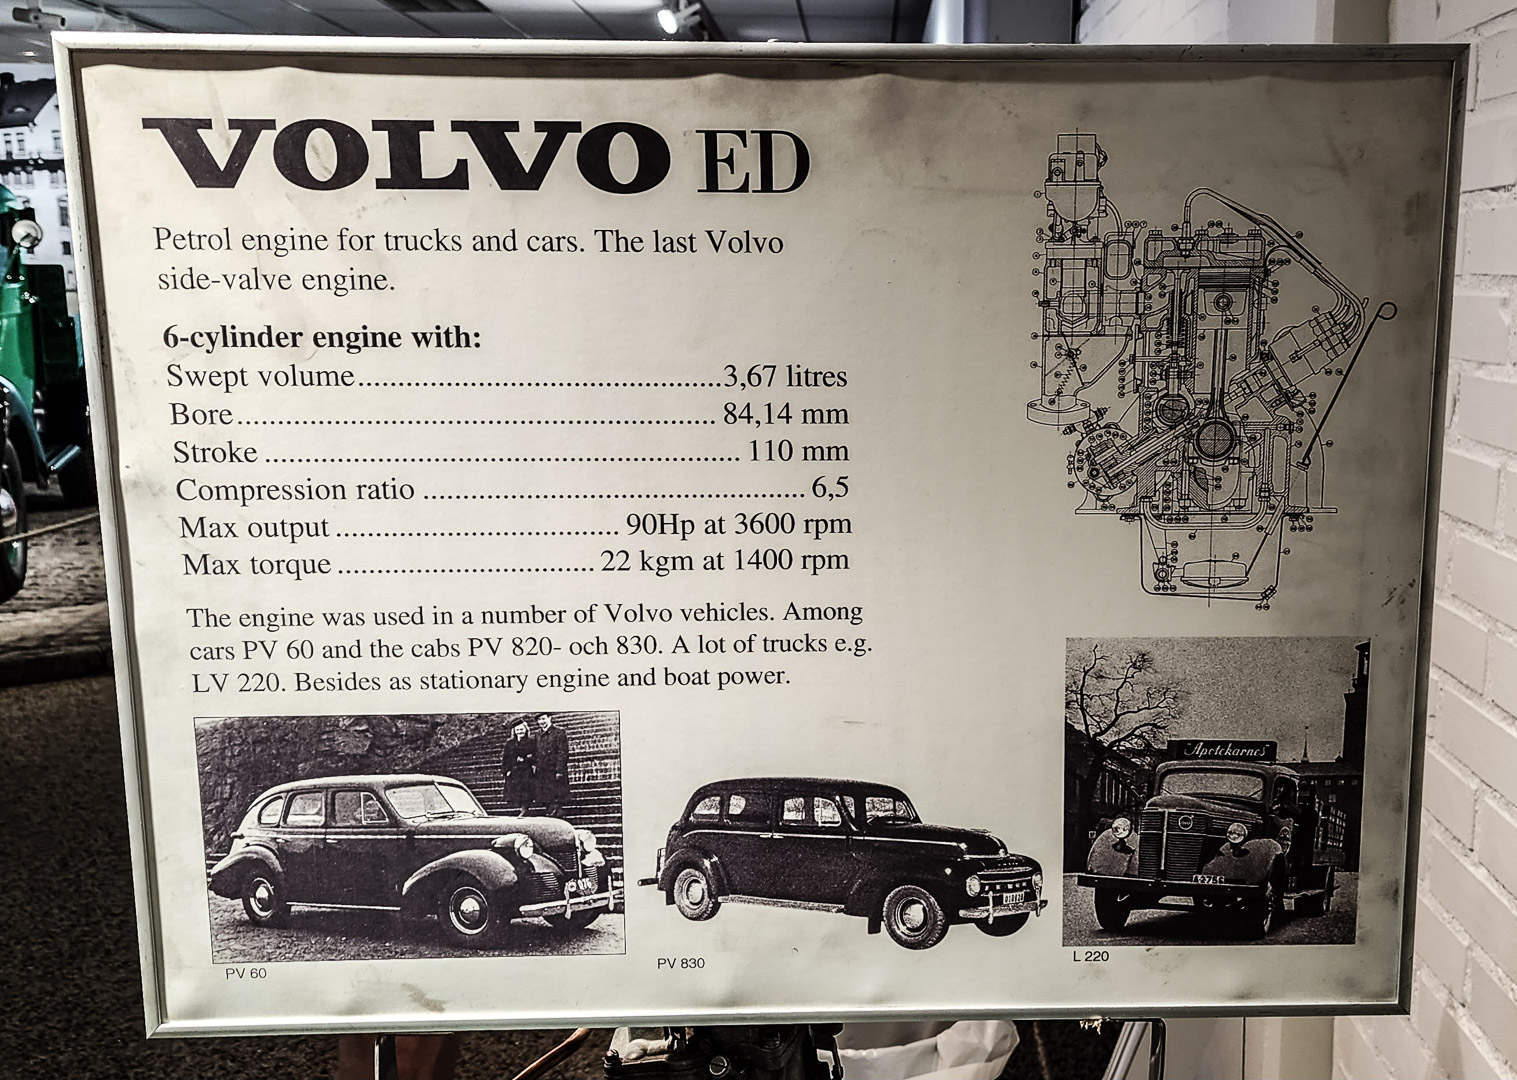 VOLVO ED
Petrol engine for trucks and cars. The last Volvo
side-valve engine.
6-cylinder engine with:
Swept volume................................................3,67 litres
Bore............................................................... 84,14 mm
Stroke .............................................................. 110 mm
Compression ratio .................................................. 6,5
Max output ..................................... 90Hp at 3600 rpm
Max torque .................................. 22 kgm at 1400 rpm
The engine was used in a number of Volvo vehicles. Among
cars PV 60 and the cabs PV 820- och 830. A lot of trucks e.g.
LV 220. Besides as stationary engine and boat power.
Apotekarnes
A2756
PV 60
PV 830
L 220